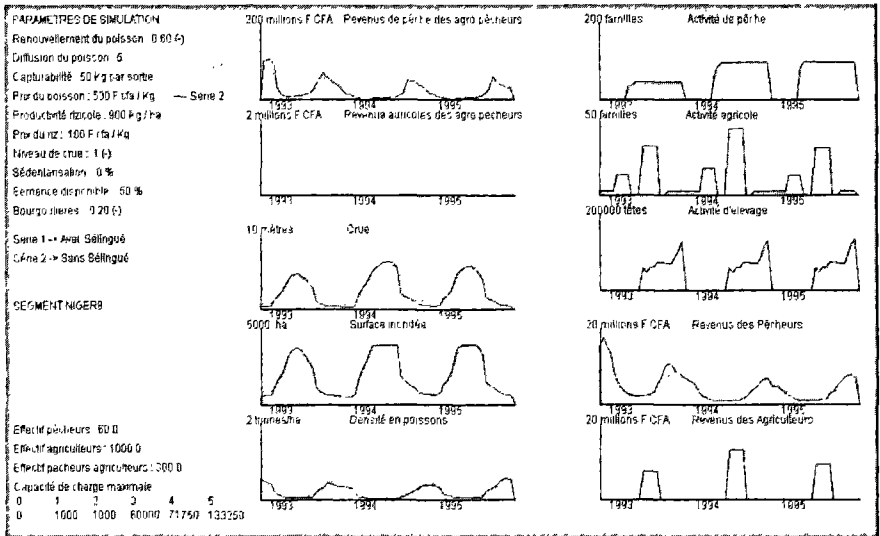 PARAMETRES DE SIMULATION
Renouvellement du poisson 0.60 (-)
Diffusion du poisson 5
Capturabilité 50 kg par sortie
Prix du poisson : 500 F cfa / Kg
Série 2
Productivité rizicole : 900 kg / ha
Prix du riz : 100 F cfa / Kg
Niveau de crue : 1 (-)
Sédentarisation 0 %
Semence disponible 50 %
Bourgoutières 0.20 (-)
Serie 1 -> Avec Sélingué
Série 2 -> Sans Sélingué
SEGMENT NIGER9
Effectif pêcheurs 60.0
Effectif agriculteurs 1000.0
Effectif pecheurs agriculteurs : 300.0
Capacité de charge maximale
0 1 2 3 4 5
0 1000 1000 60000 71750 133350
200 millions F CFA Revenus de pêche des agro pêcheurs
1993 1994 1995
2 millions F CFA Revenus agricoles des agro pecheurs
1993 1994 1995
10 mètres Crue
1993 1994 1995
5000 ha Surface inondée
1993 1994 1995
2 tonnes/ha Densité en poissons
1993 1994 1995
200 familles Activité de pêche
1993 1994 1995
50 familles Activité agricole
1993 1994 1995
200000 têtes Activité d'elevage
1993 1994 1995
20 millions F CFA Revenus des Pêcheurs
1993 1994 1995
20 millions F CFA Revenus des Agriculteurs
1993 1994 1995